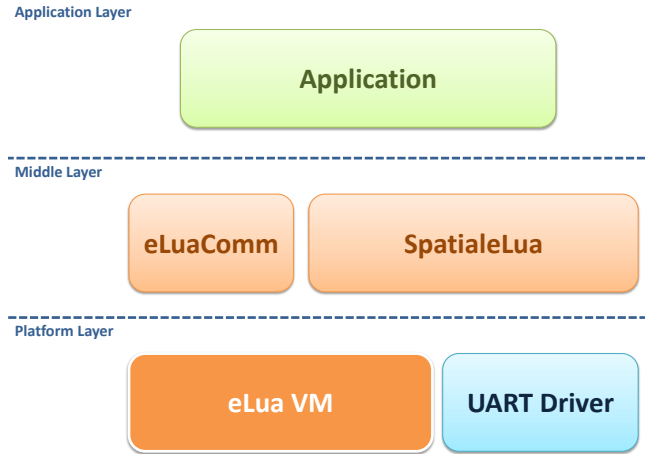 Application Layer
Application
Middle Layer
eLuaComm
SpatialeLua
Platform Layer
eLua VM
UART Driver